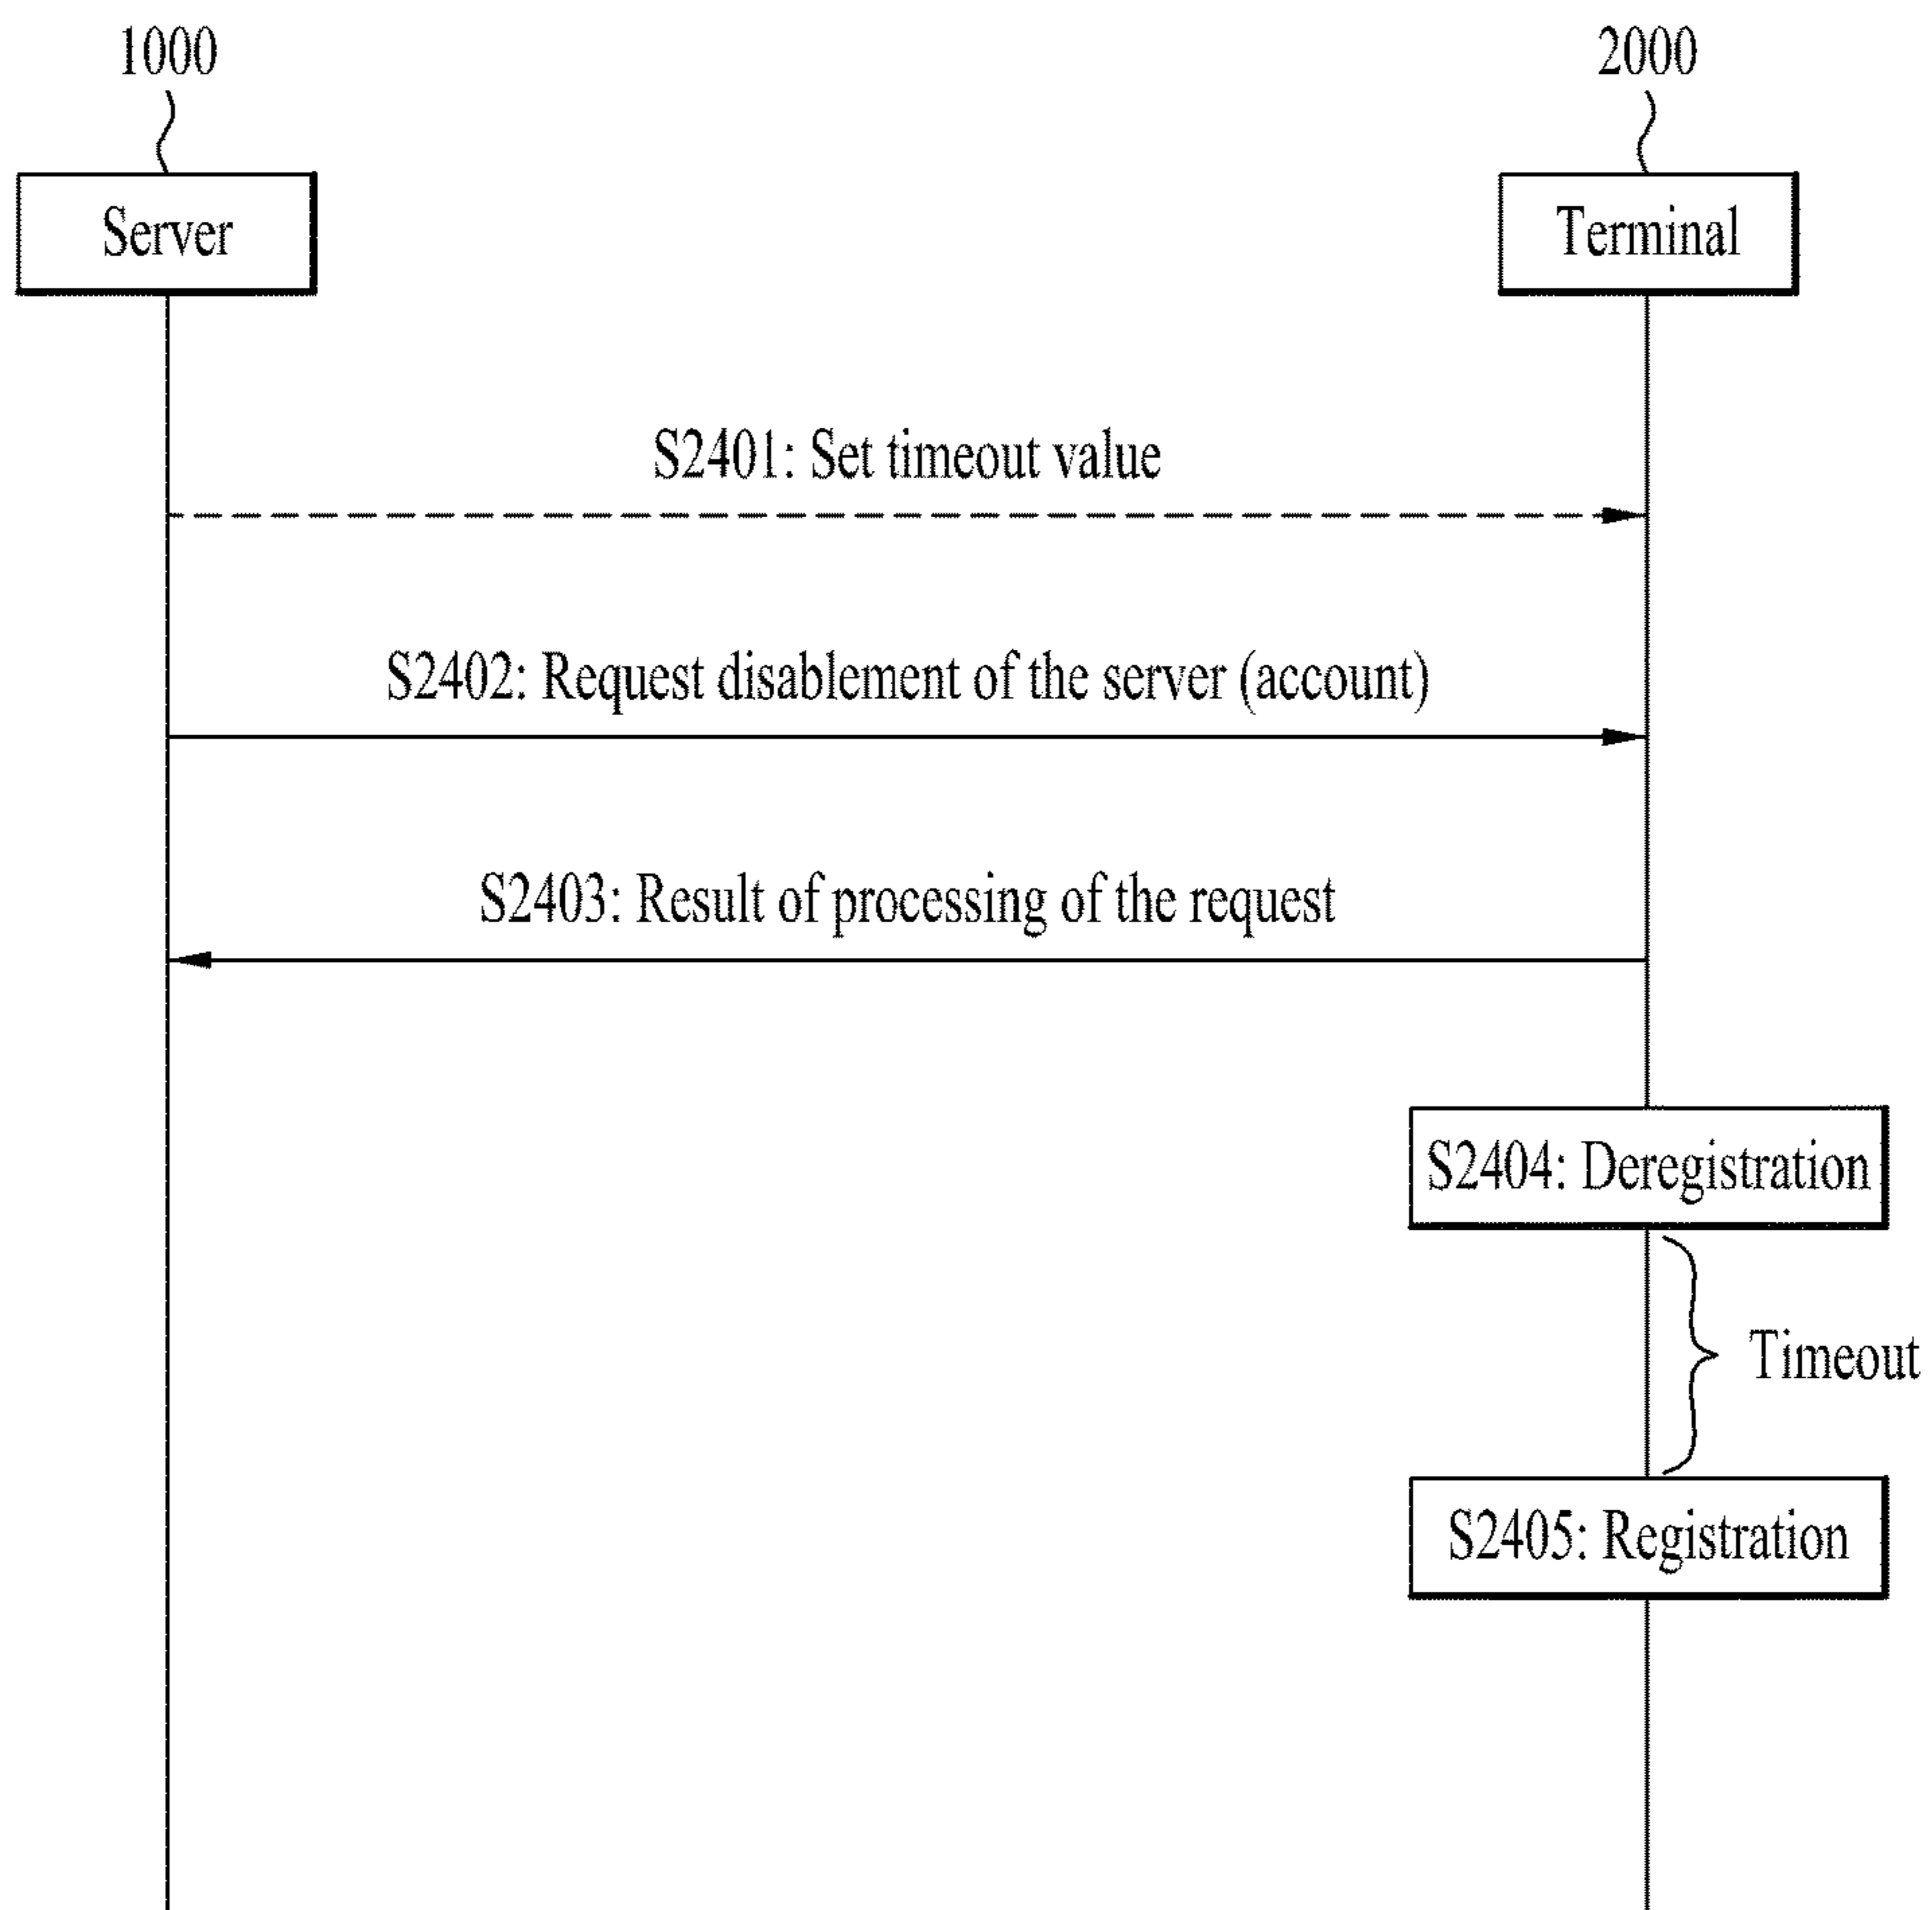 1000
2000
Server
Terminal
S2401: Set timeout value
S2402: Request disablement of the server (account)
S2403: Result of processing of the request
S2404: Deregistration
Timeout
S2405: Registration